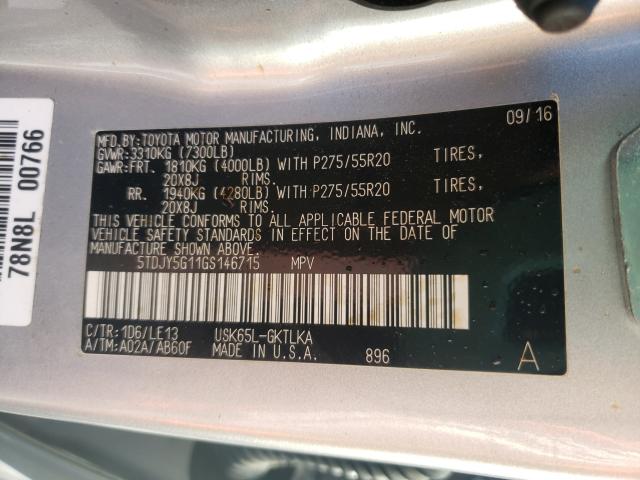 78N8L 00766
MFD.BY:TOYOTA MOTOR MANUFACTURING, INDIANA, INC. 09/16
GVWR:3310KG (7300LB)
GAWR:FRT. 1810KG (4000LB) WITH P275/55R20 TIRES,
20X8J RIMS
RR. 1940KG (4280LB) WITH P275/55R20 TIRES,
20X8J RIMS
THIS VEHICLE CONFORMS TO ALL APPLICABLE FEDERAL MOTOR
VEHICLE SAFETY STANDARDS IN EFFECT ON THE DATE OF
MANUFACTURE SHOWN ABOVE.
5TDJY5G11GS146715 MPV
C/TR: 1D6/LE13 USK65L-GKTLKA
A/TM: A02A/AB60F MADE IN U.S.A. 896 A